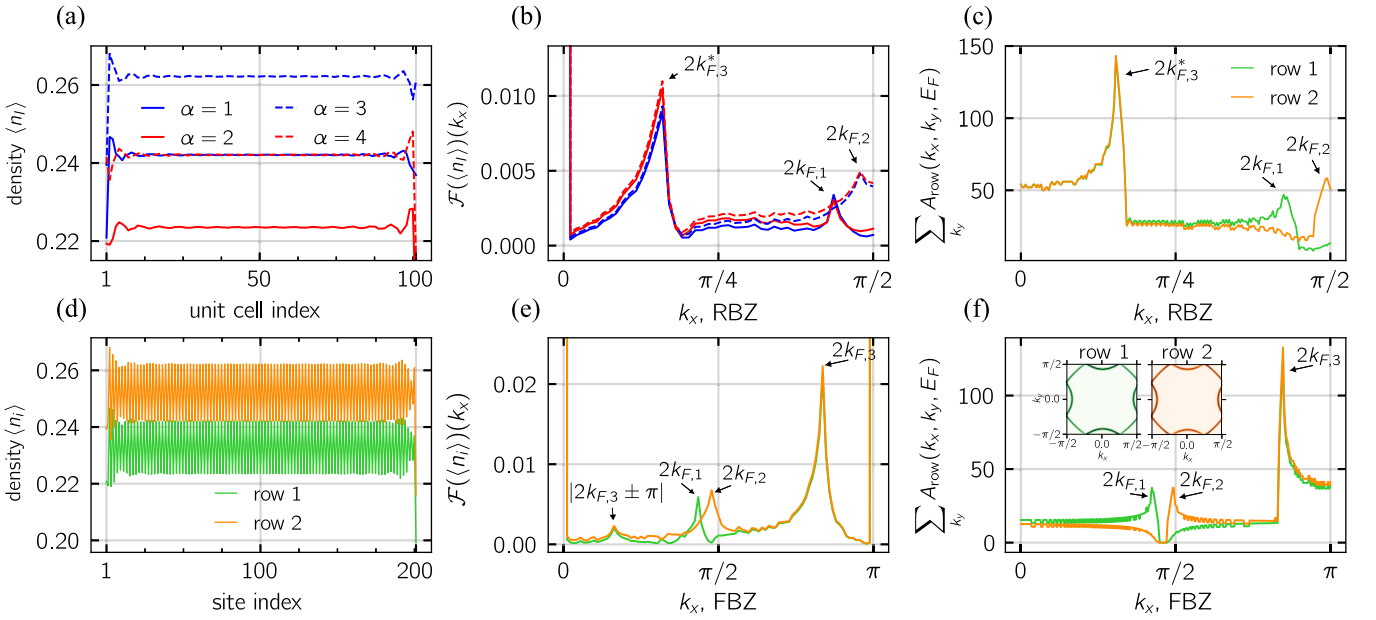 (a)
density ⟨n_l⟩
0.26
0.24
0.22
α = 1
α = 3
α = 2
α = 4
1
50
100
unit cell index
(b)
F(⟨n_l⟩)(k_x)
0.010
0.005
0.000
2k*_{F,3}
2k_{F,1}
2k_{F,2}
0
π/4
π/2
k_x, RBZ
(c)
∑_{k_y} A_row(k_x, k_y, E_F)
150
100
50
2k*_{F,3}
row 1
row 2
2k_{F,2}
2k_{F,1}
0
π/4
π/2
k_x, RBZ
(d)
density ⟨n_i⟩
0.26
0.24
0.22
0.20
row 1
row 2
1
100
200
site index
(e)
F(⟨n_i⟩)(k_x)
0.02
0.01
0.00
2k_{F,3}
2k_{F,1}
2k_{F,2}
|2k_{F,3} ± π|
0
π/2
π
k_x, FBZ
(f)
∑_{k_y} A_row(k_x, k_y, E_F)
100
50
0
row 1
row 2
π/2
k_y
0.0
−π/2
−π/2
0.0
π/2
−π/2
0.0
π/2
k_x
k_x
2k_{F,3}
2k_{F,1}
2k_{F,2}
0
π/2
π
k_x, FBZ